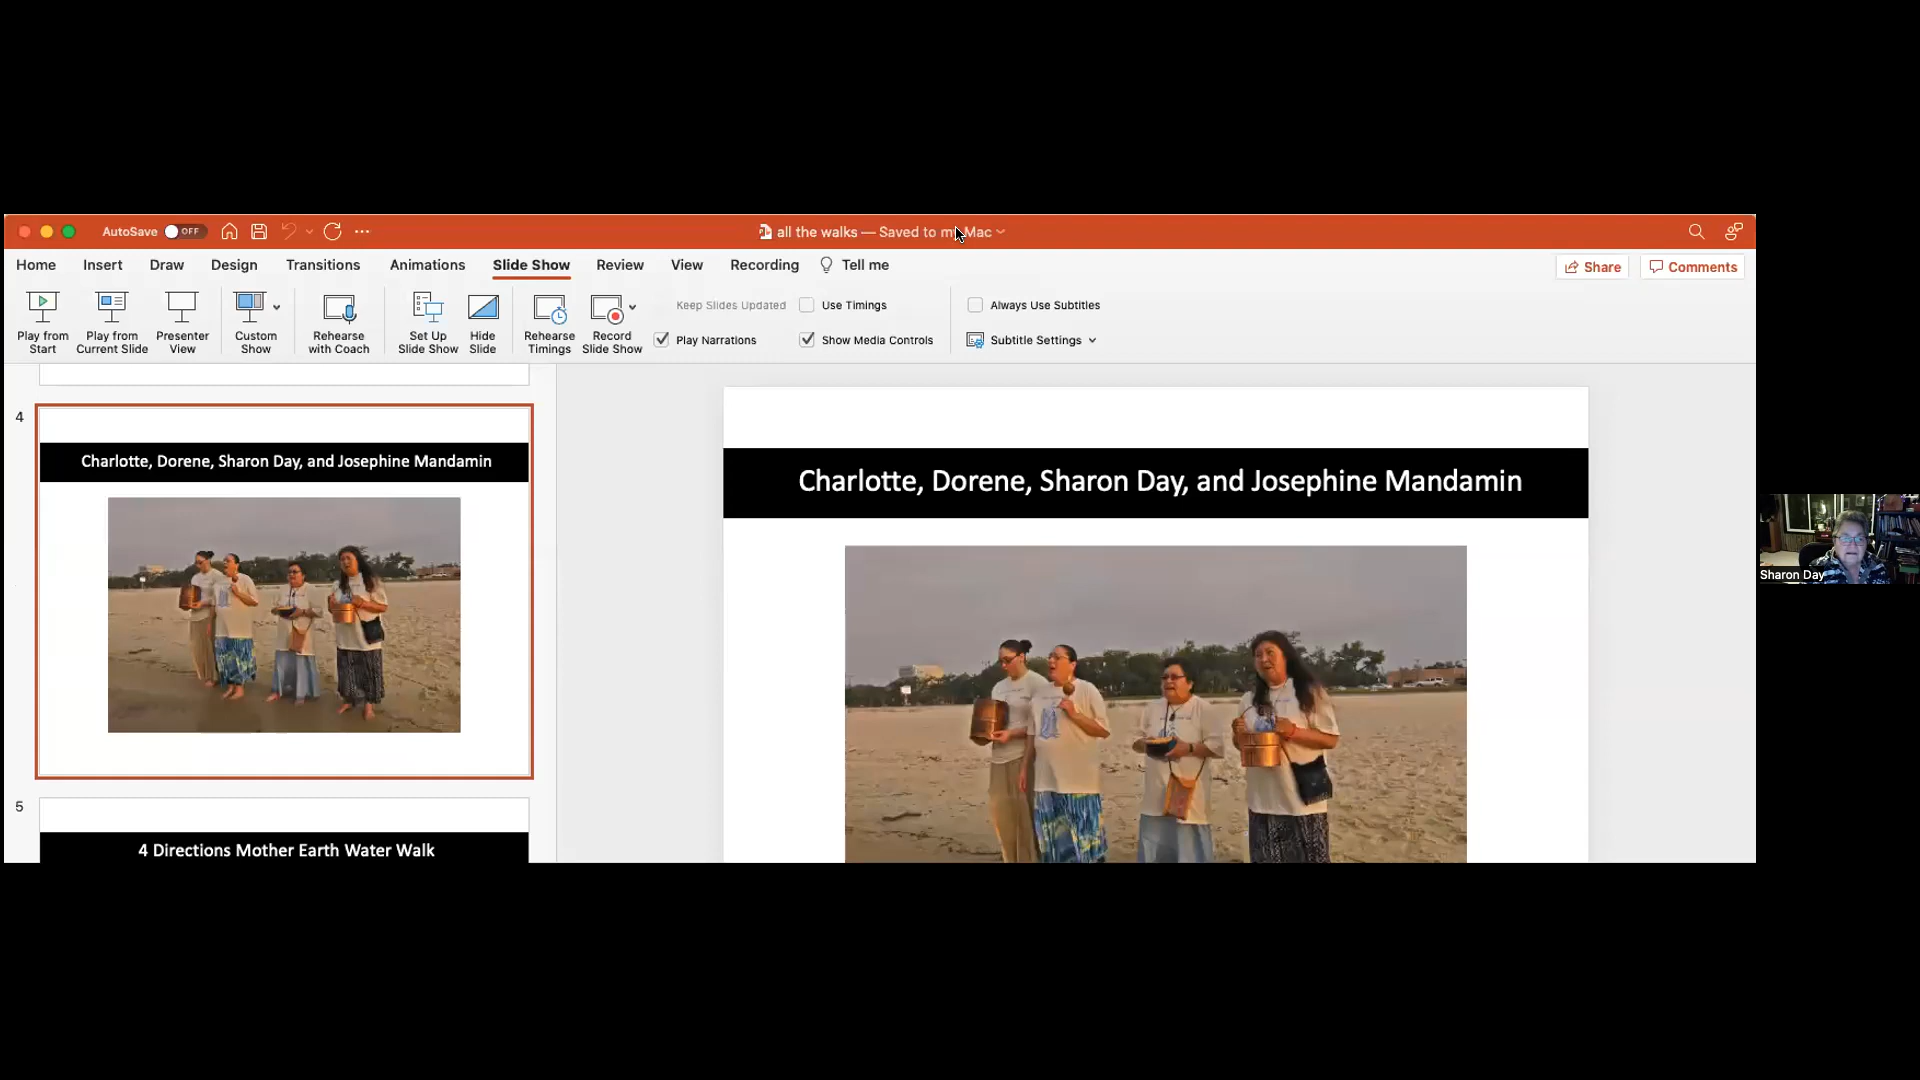 AutoSave OFF
all the walks — Saved to my Mac
Home Insert Draw Design Transitions Animations Slide Show Review View Recording Tell me
Share Comments
Play from Start
Play from Current Slide
Presenter View
Custom Show
Rehearse with Coach
Set Up Slide Show
Hide Slide
Rehearse Timings
Record Slide Show
Keep Slides Updated
Use Timings
Play Narrations
Show Media Controls
Always Use Subtitles
Subtitle Settings
4
Charlotte, Dorene, Sharon Day, and Josephine Mandamin
5
4 Directions Mother Earth Water Walk
Charlotte, Dorene, Sharon Day, and Josephine Mandamin
Sharon Day